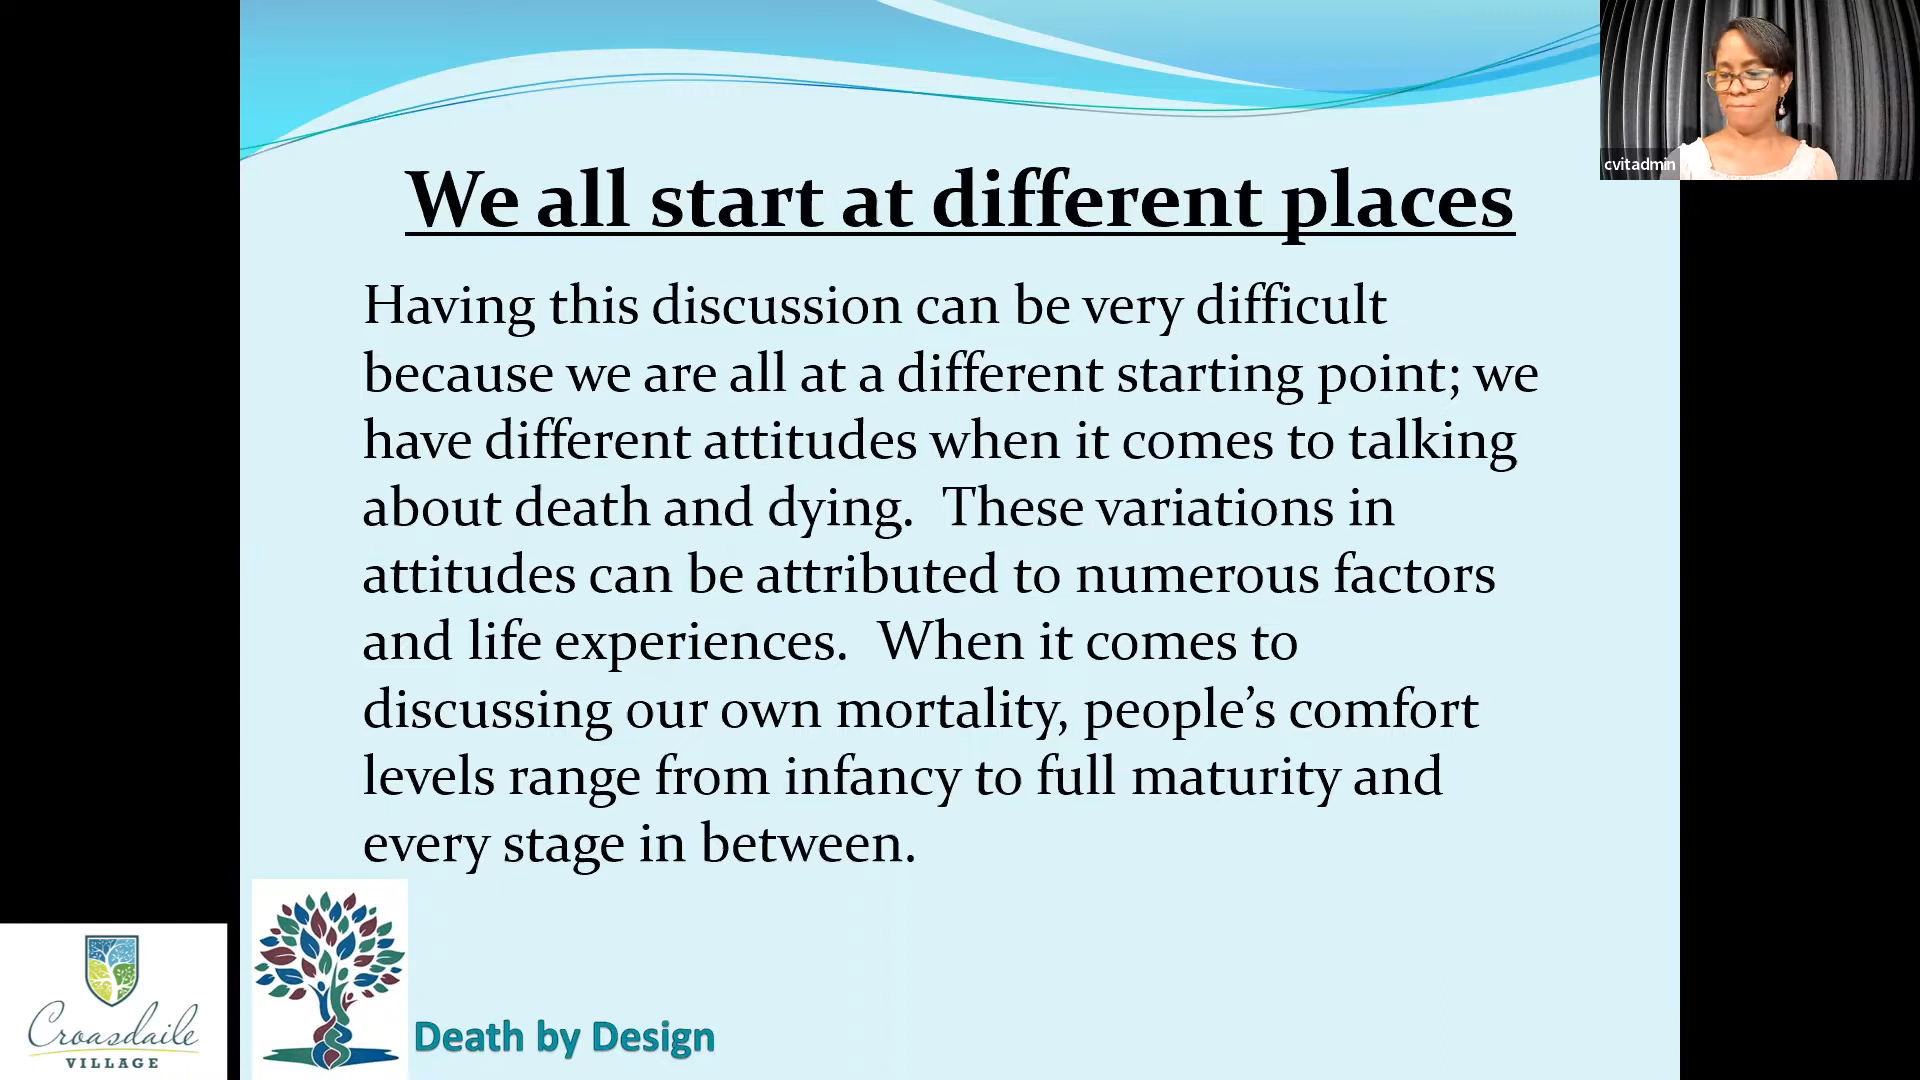 cvitadmin
We all start at different places
Having this discussion can be very difficult
because we are all at a different starting point; we
have different attitudes when it comes to talking
about death and dying.  These variations in
attitudes can be attributed to numerous factors
and life experiences.  When it comes to
discussing our own mortality, people’s comfort
levels range from infancy to full maturity and
every stage in between.
Croasdaile
VILLAGE
Death by Design